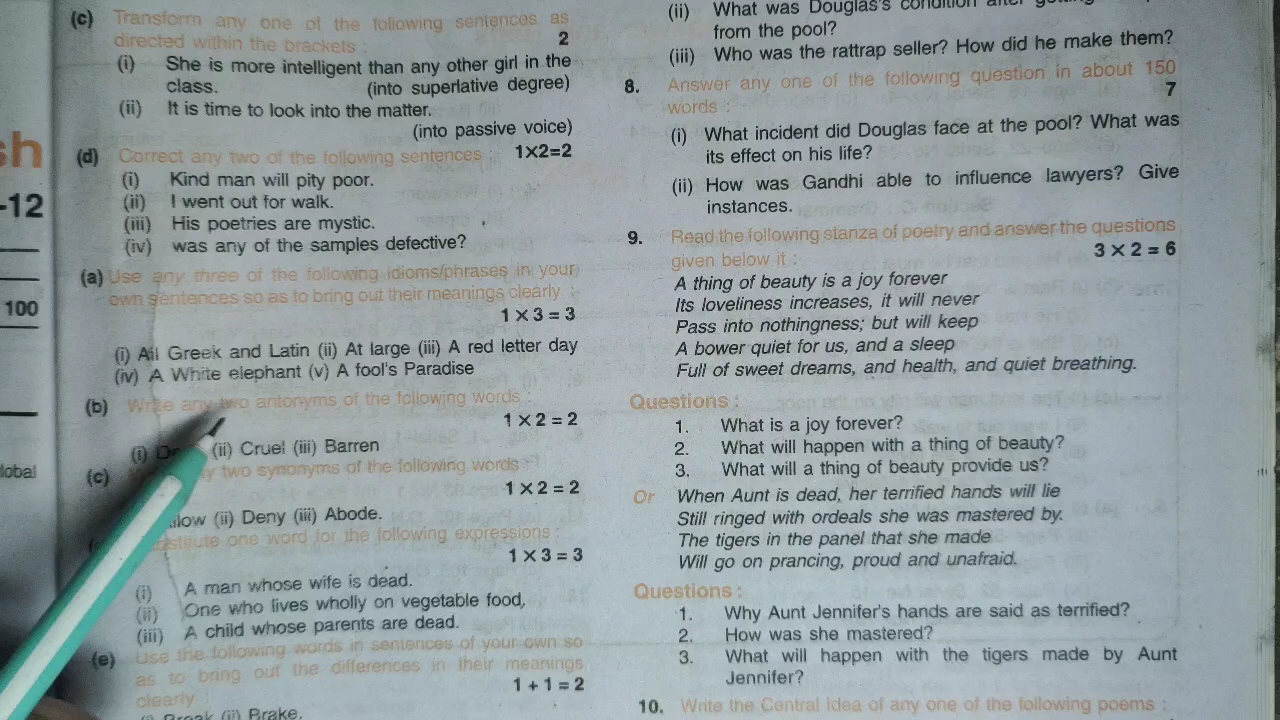 sh
-12
100
lobal
(c) Transform any one of the following sentences as
directed within the brackets : 2
(i) She is more intelligent than any other girl in the
class. (into superlative degree)
(ii) It is time to look into the matter.
(into passive voice)
(d) Correct any two of the following sentences : 1×2=2
(i) Kind man will pity poor.
(ii) I went out for walk.
(iii) His poetries are mystic.
(iv) was any of the samples defective?
(a) Use any three of the following idioms/phrases in your
own sentences so as to bring out their meanings clearly :
1 × 3 = 3
(i) All Greek and Latin (ii) At large (iii) A red letter day
(iv) A White elephant (v) A fool's Paradise
(b) Write any two antonyms of the following words :
1 × 2 = 2
(i) (ii) Cruel (iii) Barren
(c) two synonyms of the following words :
1 × 2 = 2
(ii) Deny (iii) Abode.
one word for the following expressions :
1 × 3 = 3
(i) A man whose wife is dead.
(ii) One who lives wholly on vegetable food,
(iii) A child whose parents are dead.
(e) Use the following words in sentences of your own so
as to bring out the differences in their meanings
clearly : 1 + 1 = 2
(i) Break (ii) Brake.
(ii) What was Douglas's condition after
from the pool?
(iii) Who was the rattrap seller? How did he make them?
8. Answer any one of the following question in about 150
words : 7
(i) What incident did Douglas face at the pool? What was
its effect on his life?
(ii) How was Gandhi able to influence lawyers? Give
instances.
9. Read the following stanza of poetry and answer the questions
given below it : 3 × 2 = 6
A thing of beauty is a joy forever
Its loveliness increases, it will never
Pass into nothingness; but will keep
A bower quiet for us, and a sleep
Full of sweet dreams, and health, and quiet breathing.
Questions :
1. What is a joy forever?
2. What will happen with a thing of beauty?
3. What will a thing of beauty provide us?
Or When Aunt is dead, her terrified hands will lie
Still ringed with ordeals she was mastered by.
The tigers in the panel that she made
Will go on prancing, proud and unafraid.
Questions :
1. Why Aunt Jennifer's hands are said as terrified?
2. How was she mastered?
3. What will happen with the tigers made by Aunt
Jennifer?
10. Write the Central Idea of any one of the following poems :